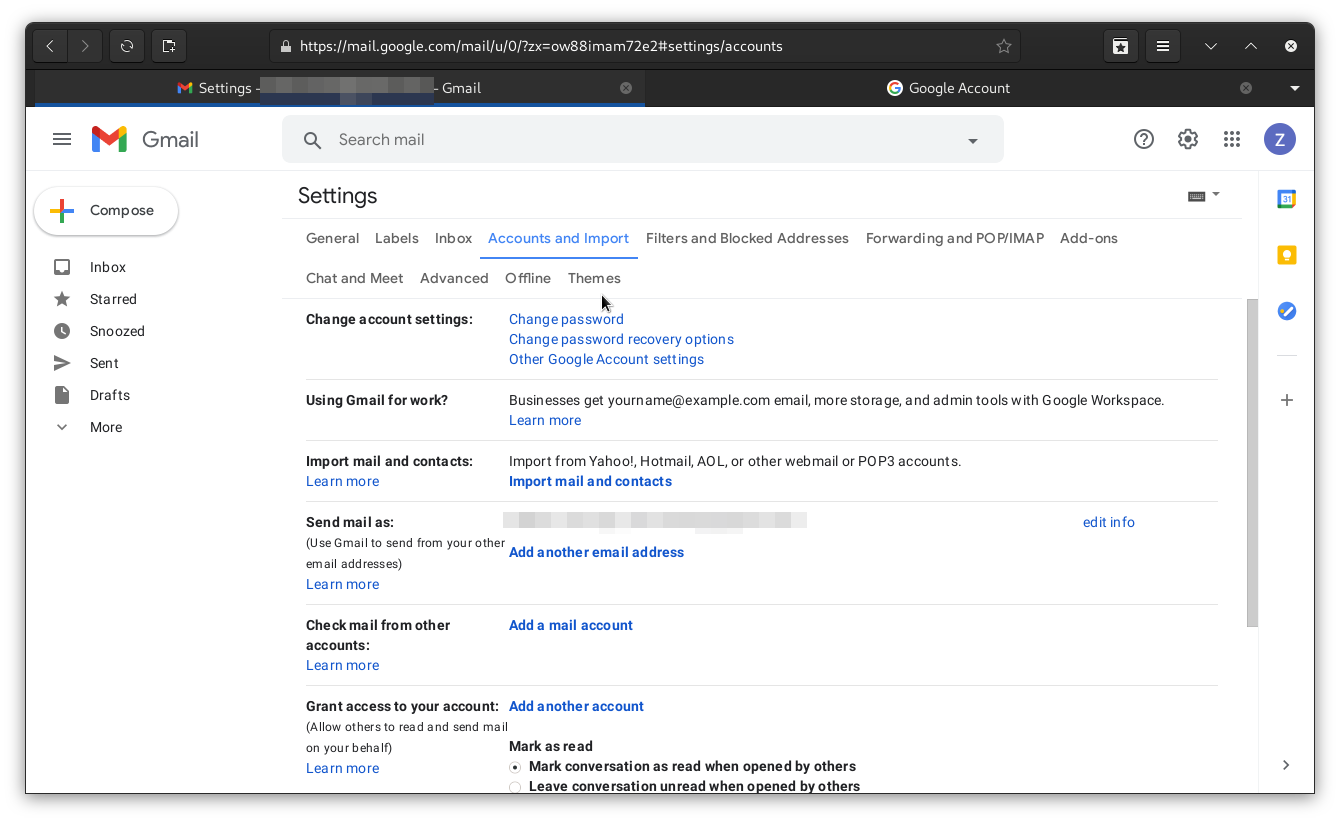 https://mail.google.com/mail/u/0/?zx=ow88imam72e2#settings/accounts
Settings - - Gmail
Google Account
Gmail
Search mail
Z
Compose
Inbox
Starred
Snoozed
Sent
Drafts
More
Settings
General Labels Inbox Accounts and Import Filters and Blocked Addresses Forwarding and POP/IMAP Add-ons
Chat and Meet Advanced Offline Themes
Change account settings: Change password
Change password recovery options
Other Google Account settings
Using Gmail for work? Businesses get yourname@example.com email, more storage, and admin tools with Google Workspace.
Learn more
Import mail and contacts: Import from Yahoo!, Hotmail, AOL, or other webmail or POP3 accounts.
Learn more Import mail and contacts
Send mail as: edit info
(Use Gmail to send from your other
email addresses)
Add another email address
Learn more
Check mail from other
accounts:
Add a mail account
Learn more
Grant access to your account: Add another account
(Allow others to read and send mail
on your behalf)
Learn more
Mark as read
Mark conversation as read when opened by others
Leave conversation unread when opened by others
31